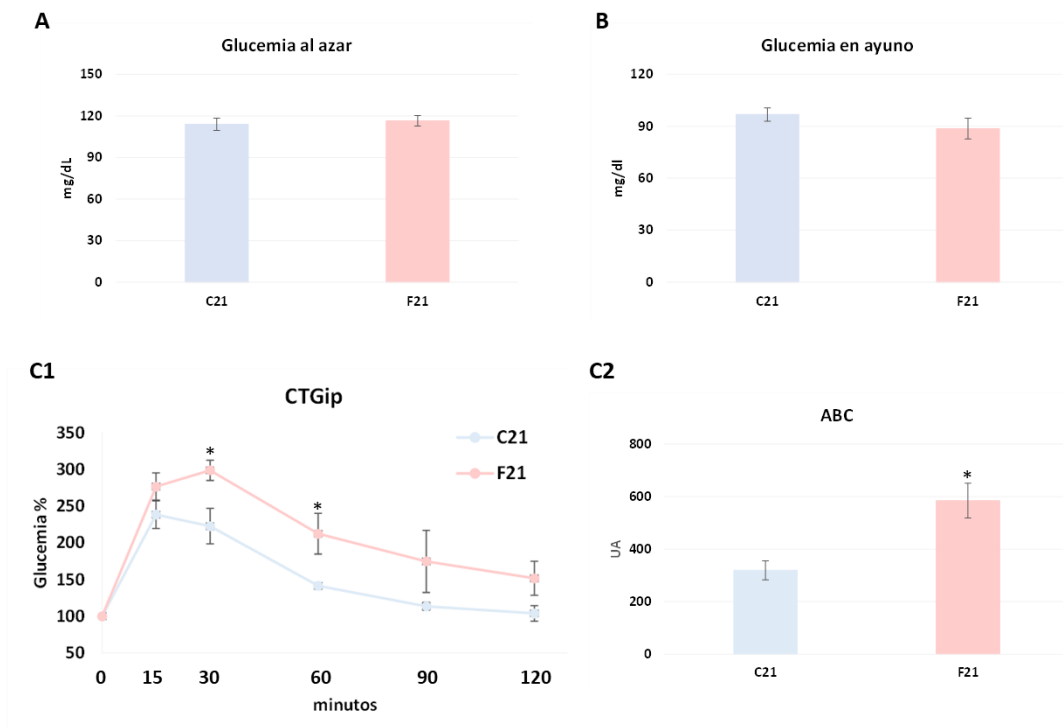 A
Glucemia al azar
150
120
90
60
30
0
mg/dL
C21
F21
B
Glucemia en ayuno
120
90
60
30
0
mg/dl
C21
F21
C1
CTGip
350
300
250
200
150
100
50
Glucemia %
*
*
C21
F21
0 15 30 60 90 120
minutos
C2
ABC
800
600
400
200
0
UA
*
C21
F21